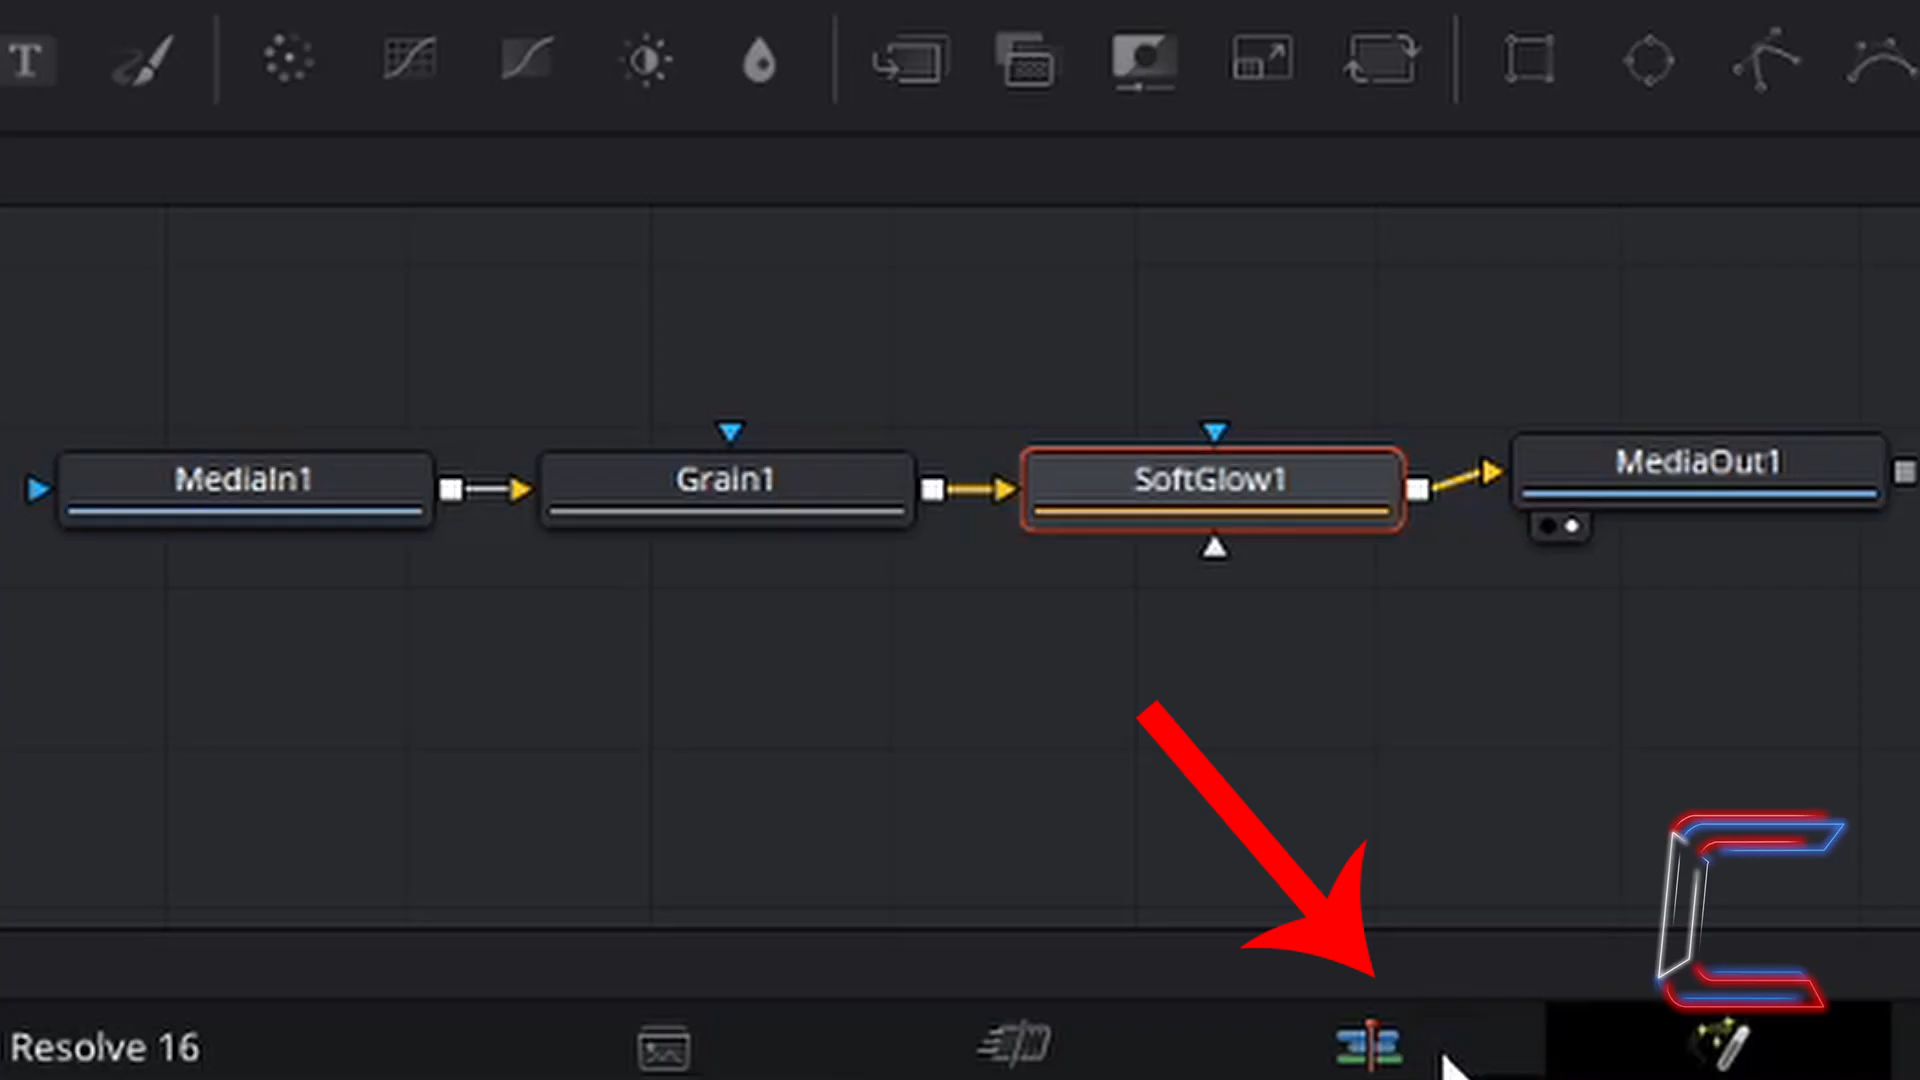 T
MediaIn1
Grain1
SoftGlow1
MediaOut1
Resolve 16